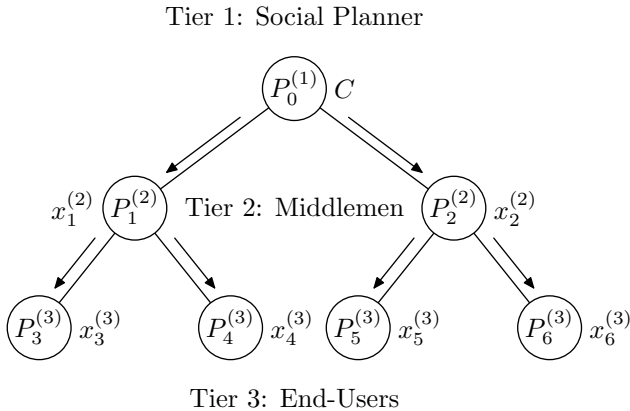 Tier 1: Social Planner
P_0^{(1)} C
x_1^{(2)} P_1^{(2)} Tier 2: Middlemen P_2^{(2)} x_2^{(2)}
P_3^{(3)} x_3^{(3)} P_4^{(3)} x_4^{(3)} P_5^{(3)} x_5^{(3)} P_6^{(3)} x_6^{(3)}
Tier 3: End-Users